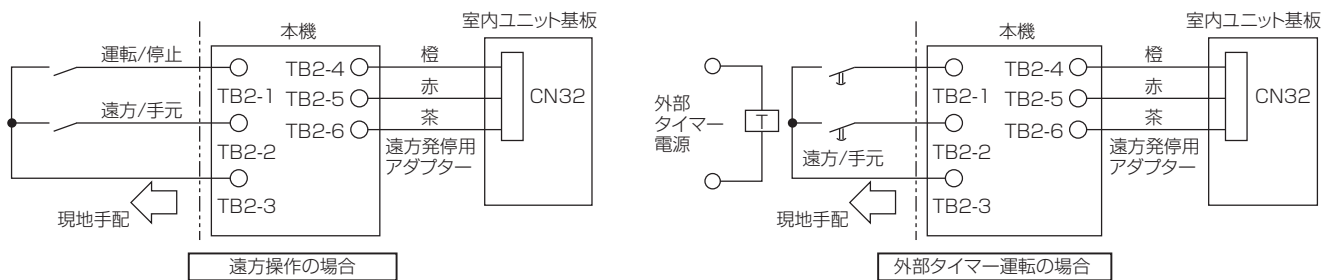 室内ユニット基板
本機
運転/停止
橙
TB2-4
TB2-1
TB2-5
赤
CN32
遠方/手元
茶
TB2-6
TB2-2
遠方発停用
アダプター
TB2-3
現地手配
遠方操作の場合
室内ユニット基板
本機
橙
TB2-4
TB2-1
TB2-5
赤
CN32
外部
タイマー
電源
T
茶
TB2-6
TB2-2
遠方/手元
遠方発停用
アダプター
TB2-3
現地手配
外部タイマー運転の場合